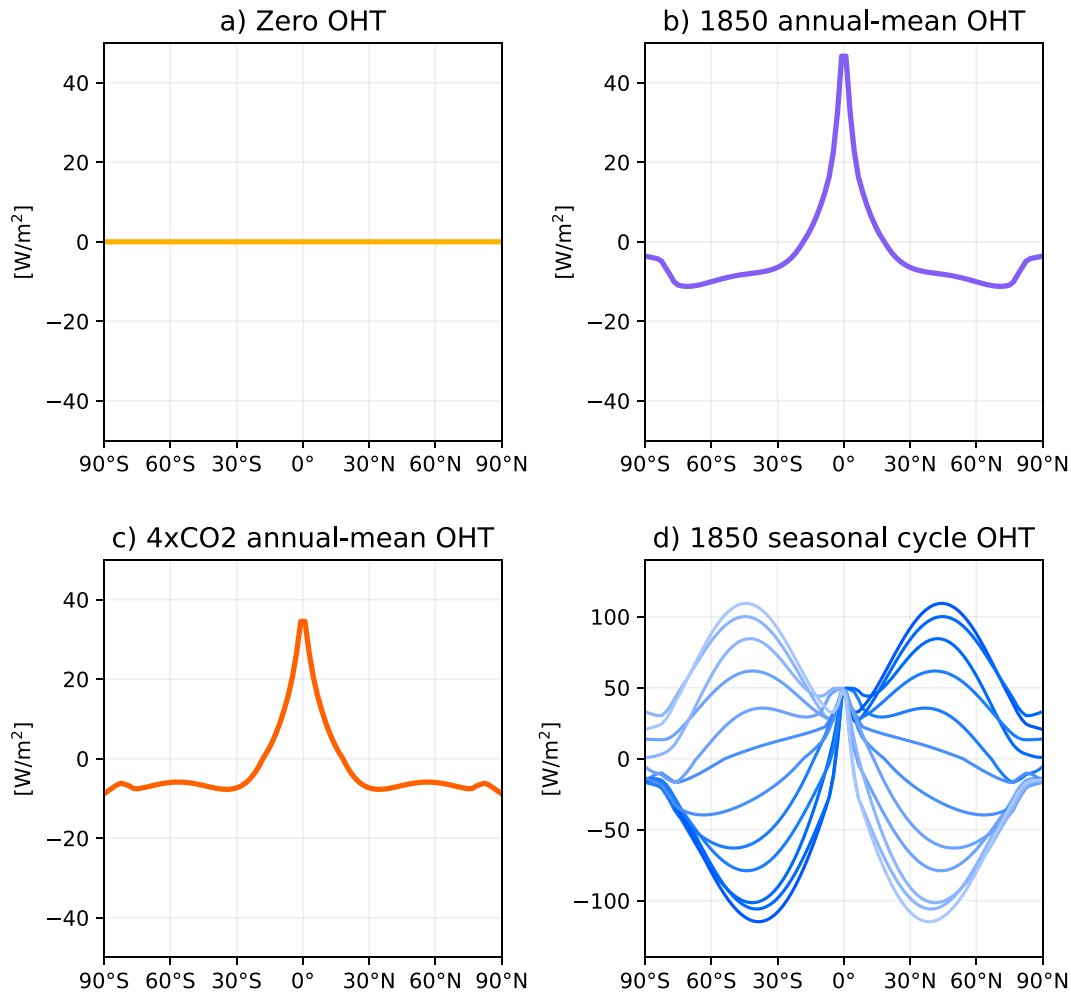 a) Zero OHT
[W/m²]
40
20
0
−20
−40
90°S 60°S 30°S 0° 30°N 60°N 90°N
b) 1850 annual-mean OHT
[W/m²]
40
20
0
−20
−40
90°S 60°S 30°S 0° 30°N 60°N 90°N
c) 4xCO2 annual-mean OHT
[W/m²]
40
20
0
−20
−40
90°S 60°S 30°S 0° 30°N 60°N 90°N
d) 1850 seasonal cycle OHT
[W/m²]
100
50
0
−50
−100
90°S 60°S 30°S 0° 30°N 60°N 90°N